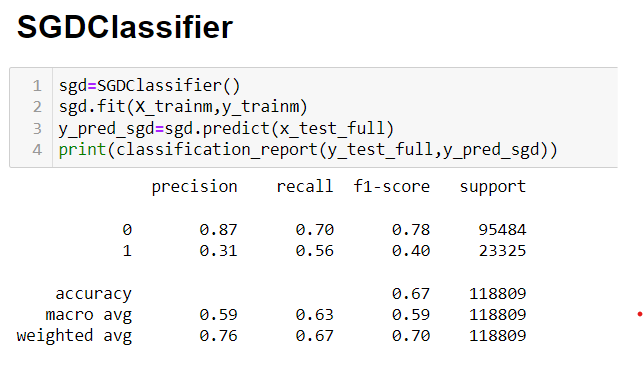 SGDClassifier
1 sgd=SGDClassifier()
2 sgd.fit(X_trainm,y_trainm)
3 y_pred_sgd=sgd.predict(x_test_full)
4 print(classification_report(y_test_full,y_pred_sgd))
precision recall f1-score support
0 0.87 0.70 0.78 95484
1 0.31 0.56 0.40 23325
accuracy 0.67 118809
macro avg 0.59 0.63 0.59 118809
weighted avg 0.76 0.67 0.70 118809